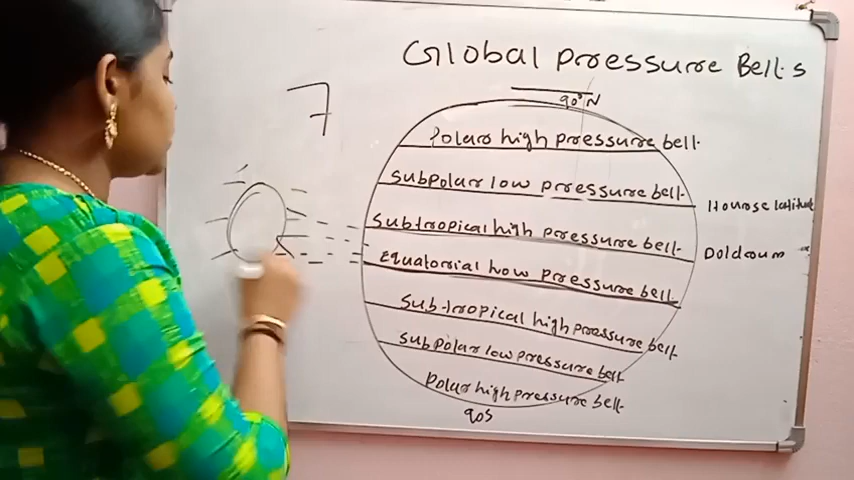 Global Pressure Belts
7
90°N
Polar high pressure belt
Subpolar low pressure belt
Hourse latitude
Subtropical high pressure belt
Doldrum
Equatorial low pressure belt
Sub-tropical high pressure belt
Subpolar low pressure belt
Polar high pressure belt
90S